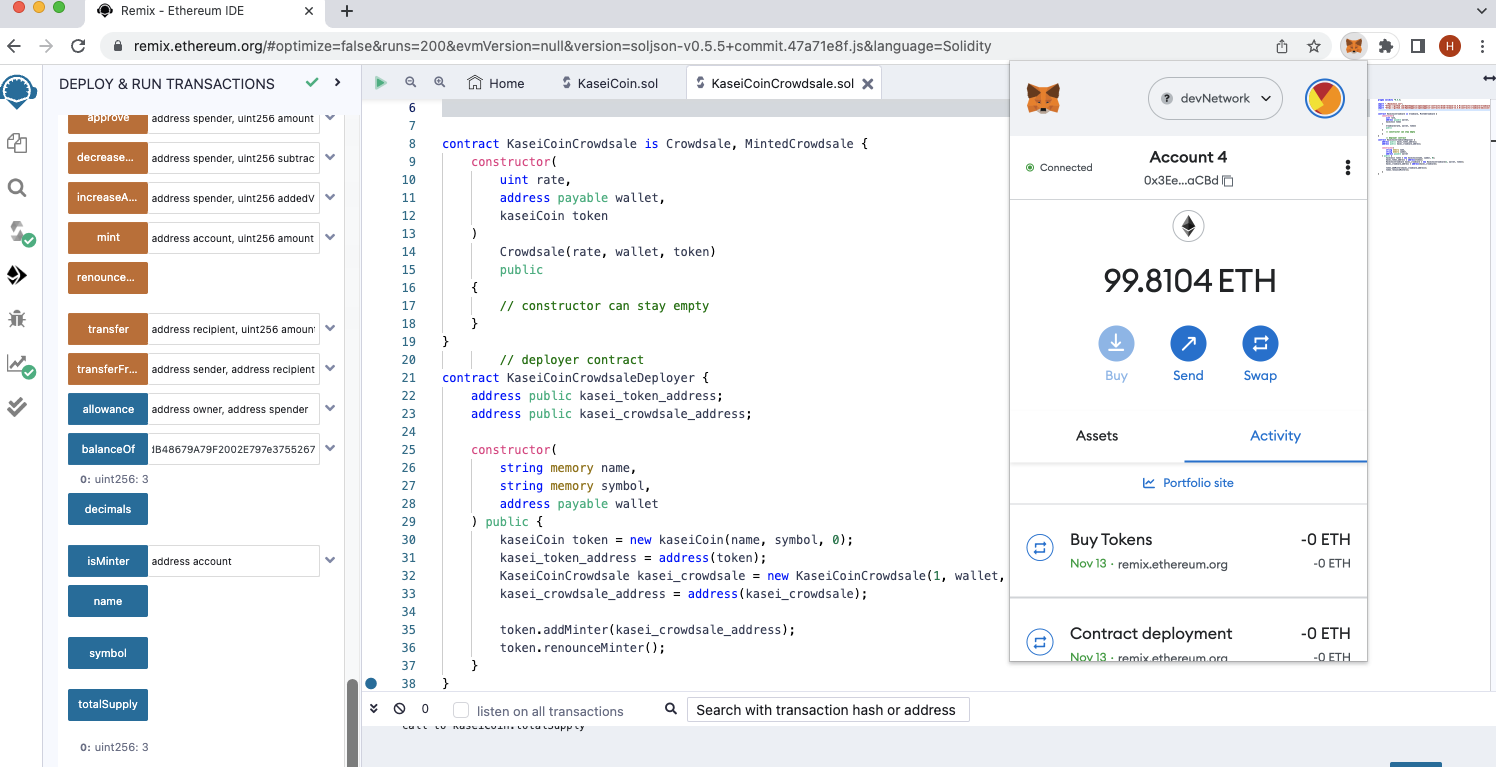 Remix - Ethereum IDE
remix.ethereum.org/#optimize=false&runs=200&evmVersion=null&version=soljson-v0.5.5+commit.47a71e8f.js&language=Solidity
H
DEPLOY & RUN TRANSACTIONS
approve address spender, uint256 amount
decrease... address spender, uint256 subtrac
increaseA... address spender, uint256 addedV
mint address account, uint256 amount
renounce...
transfer address recipient, uint256 amount
transferFr... address sender, address recipient
allowance address owner, address spender
balanceOf dB48679A79F2002E797e3755267
0: uint256: 3
decimals
isMinter address account
name
symbol
totalSupply
0: uint256: 3
Home KaseiCoin.sol KaseiCoinCrowdsale.sol
6
7
8 contract KaseiCoinCrowdsale is Crowdsale, MintedCrowdsale {
9 constructor(
10 uint rate,
11 address payable wallet,
12 kaseiCoin token
13 )
14 Crowdsale(rate, wallet, token)
15 public
16 {
17 // constructor can stay empty
18 }
19 }
20 // deployer contract
21 contract KaseiCoinCrowdsaleDeployer {
22 address public kasei_token_address;
23 address public kasei_crowdsale_address;
24
25 constructor(
26 string memory name,
27 string memory symbol,
28 address payable wallet
29 ) public {
30 kaseiCoin token = new kaseiCoin(name, symbol, 0);
31 kasei_token_address = address(token);
32 KaseiCoinCrowdsale kasei_crowdsale = new KaseiCoinCrowdsale(1, wallet,
33 kasei_crowdsale_address = address(kasei_crowdsale);
34
35 token.addMinter(kasei_crowdsale_address);
36 token.renounceMinter();
37 }
38 }
0 listen on all transactions Search with transaction hash or address
call to KaseiCoin.totalSupply
? devNetwork
Connected
Account 4
0x3Ee...aCBd
99.8104 ETH
Buy Send Swap
Assets Activity
Portfolio site
Buy Tokens -0 ETH
Nov 13 · remix.ethereum.org -0 ETH
Contract deployment -0 ETH
Nov 13 · remix.ethereum.org -0 ETH